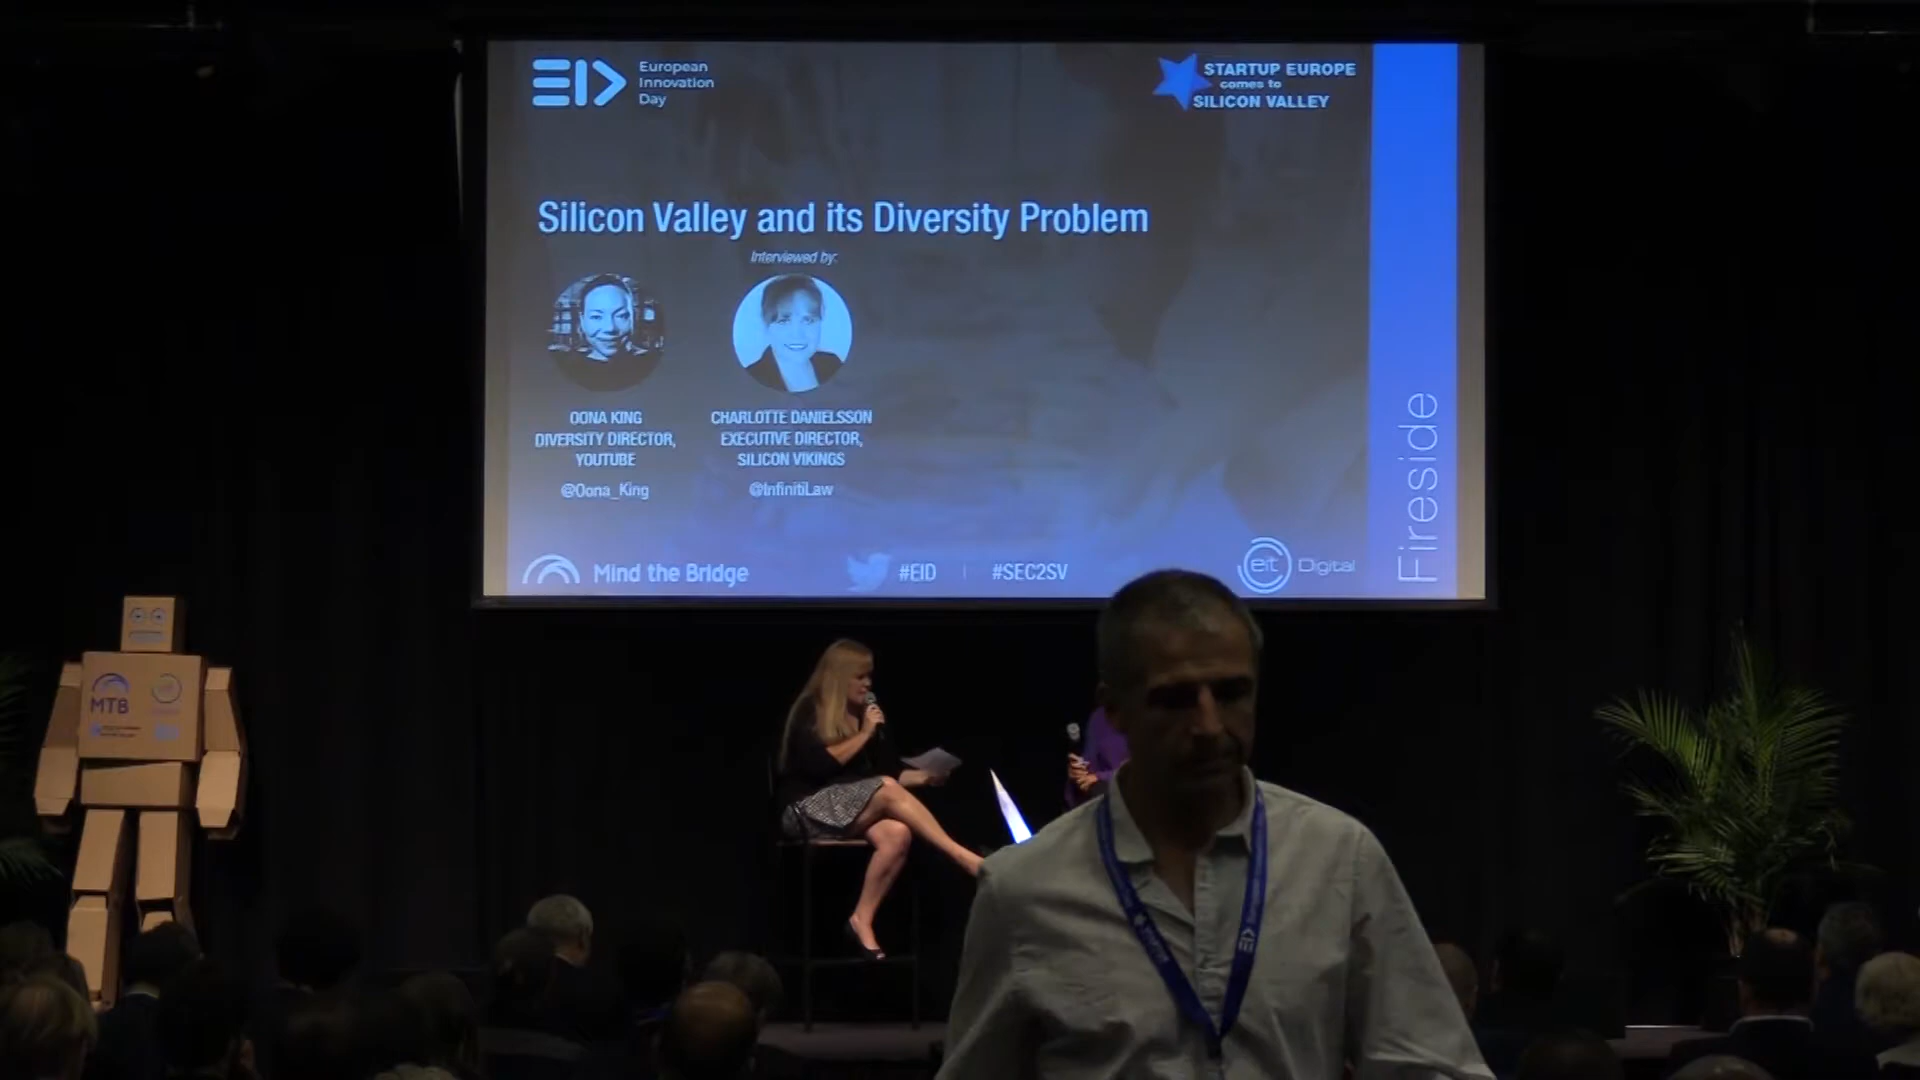 European
Innovation
Day
STARTUP EUROPE
comes to
SILICON VALLEY
Silicon Valley and its Diversity Problem
Interviewed by:
OONA KING
DIVERSITY DIRECTOR,
YOUTUBE
@Oona_King
CHARLOTTE DANIELSSON
EXECUTIVE DIRECTOR,
SILICON VIKINGS
@InfinitiLaw
Mind the Bridge
#EID | #SEC2SV
eit Digital
Fireside
MTB